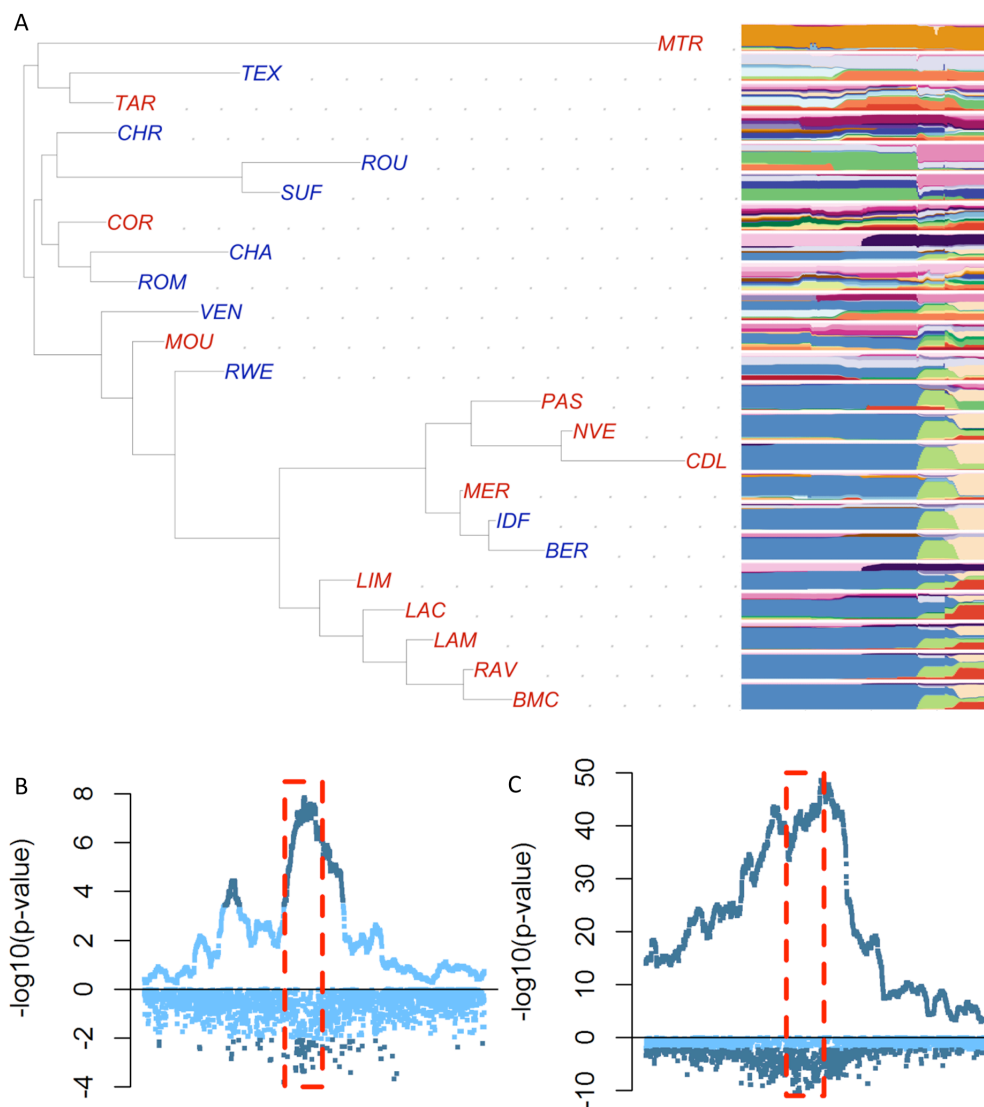 A
MTR
TEX
TAR
CHR
ROU
SUF
COR
CHA
ROM
VEN
MOU
RWE
PAS
NVE
CDL
MER
IDF
BER
LIM
LAC
LAM
RAV
BMC
B
-log10(p-value)
8
6
4
2
0
-2
-4
C
-log10(p-value)
50
40
30
20
10
0
-10